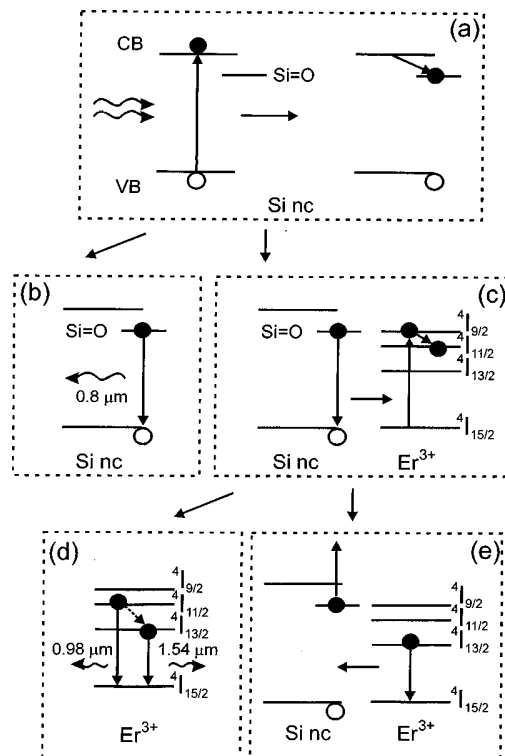 (a)
CB
Si=O
VB
Si nc
(b)
Si=O
0.8 μm
Si nc
(c)
Si=O
⁴I₉/₂
⁴I₁₁/₂
⁴I₁₃/₂
⁴I₁₅/₂
Si nc
Er³⁺
(d)
⁴I₉/₂
⁴I₁₁/₂
⁴I₁₃/₂
0.98 μm
1.54 μm
⁴I₁₅/₂
Er³⁺
(e)
⁴I₉/₂
⁴I₁₁/₂
⁴I₁₃/₂
⁴I₁₅/₂
Si nc
Er³⁺